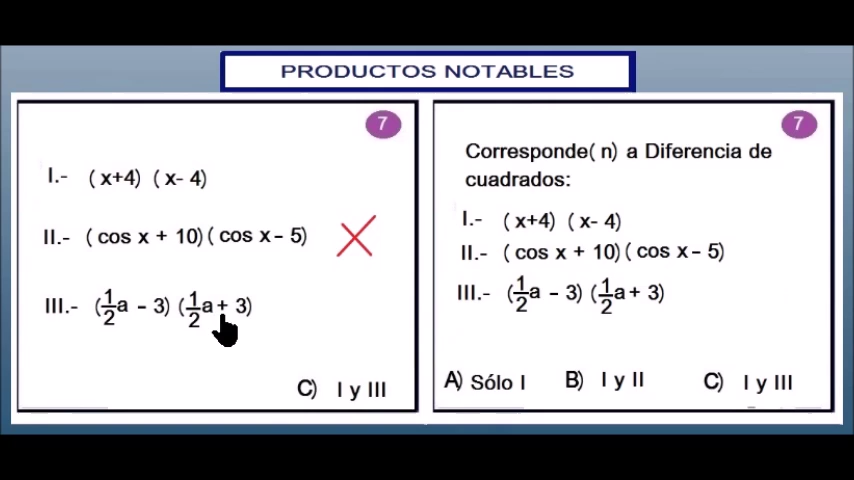 PRODUCTOS NOTABLES
7
I.- (x+4) (x- 4)
II.- (cos x + 10)(cos x – 5)
III.- (1/2a – 3) (1/2a + 3)
C) I y III
7
Corresponde( n) a Diferencia de
cuadrados:
I.- (x+4) (x- 4)
II.- (cos x + 10)(cos x – 5)
III.- (1/2a – 3) (1/2a + 3)
A) Sólo I B) I y II C) I y III